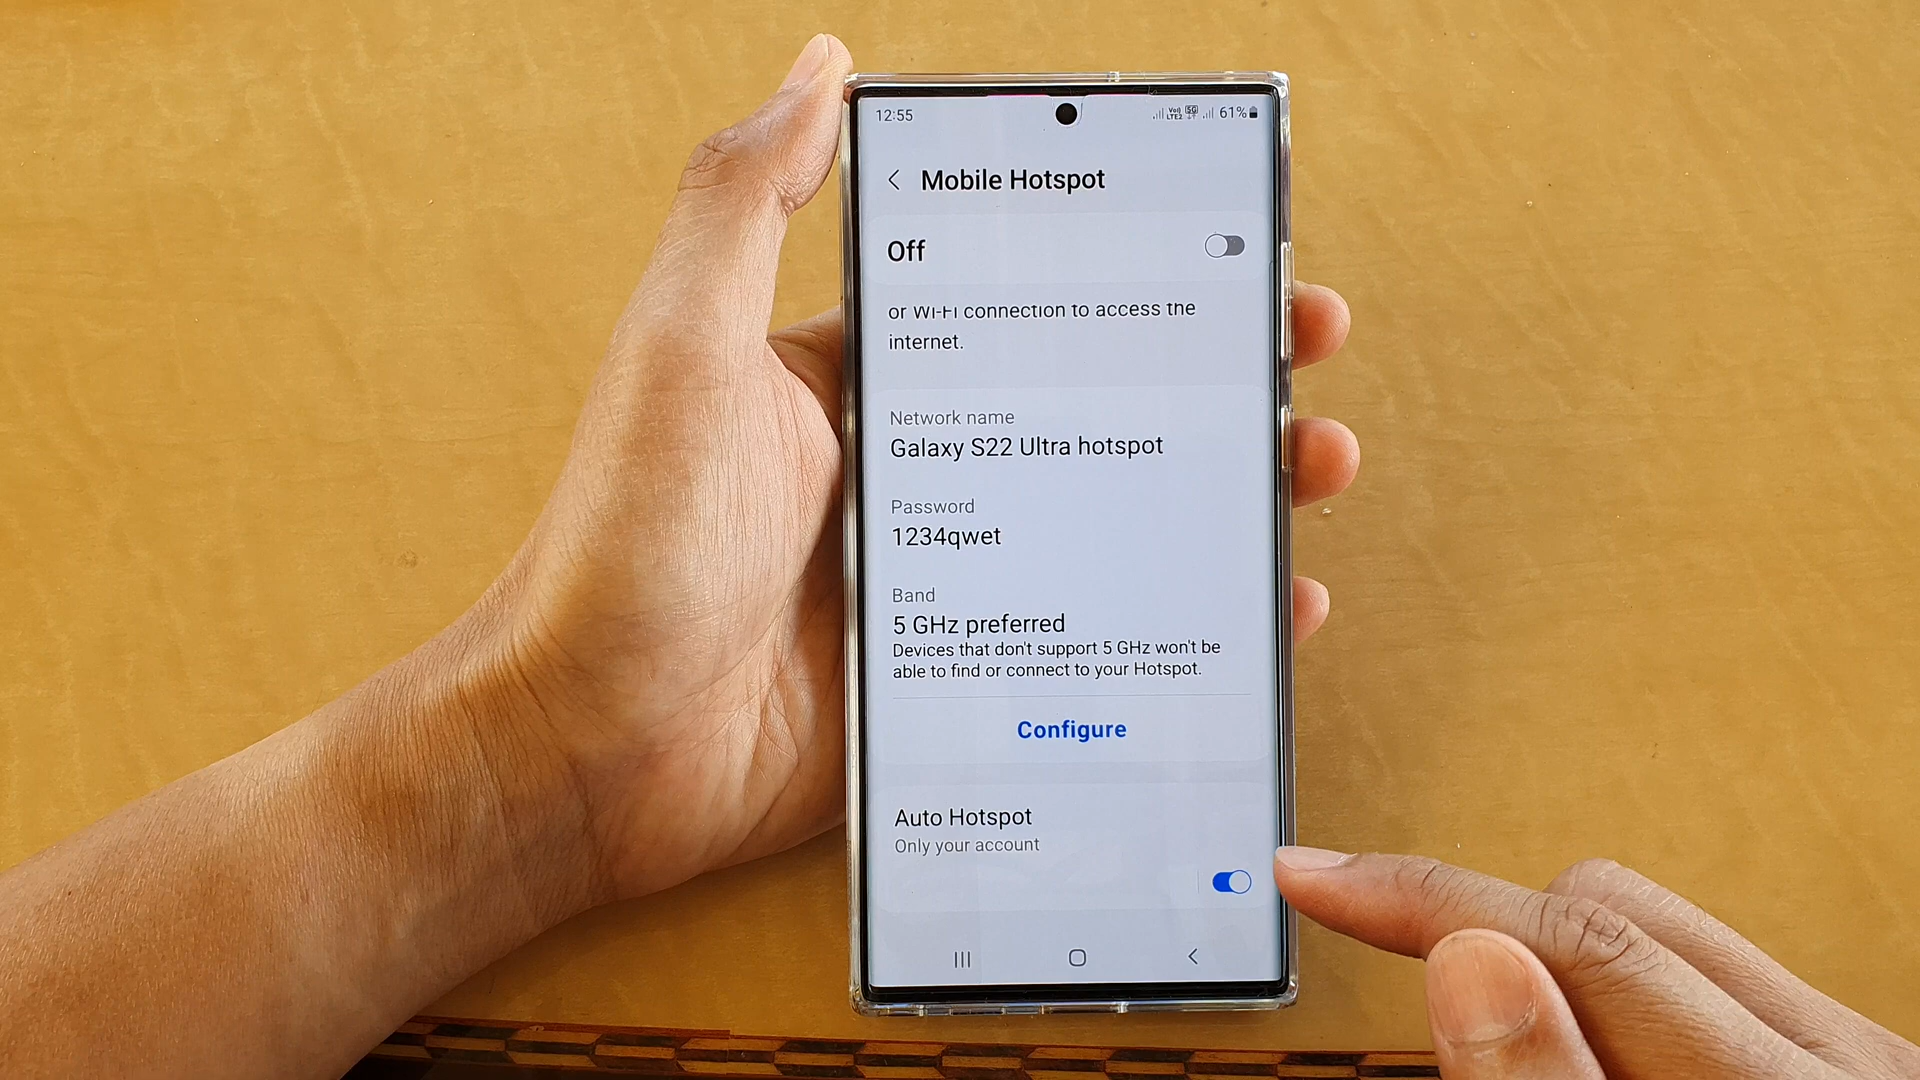 12:55
61%
Mobile Hotspot
Off
or Wi-Fi connection to access the
internet.
Network name
Galaxy S22 Ultra hotspot
Password
1234qwet
Band
5 GHz preferred
Devices that don't support 5 GHz won't be
able to find or connect to your Hotspot.
Configure
Auto Hotspot
Only your account